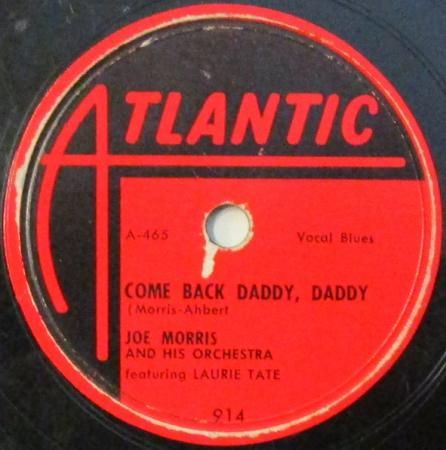 ATLANTIC
A-465 Vocal Blues
COME BACK DADDY, DADDY
(Morris-Ahbert
JOE MORRIS
AND HIS ORCHESTRA
featuring LAURIE TATE
914